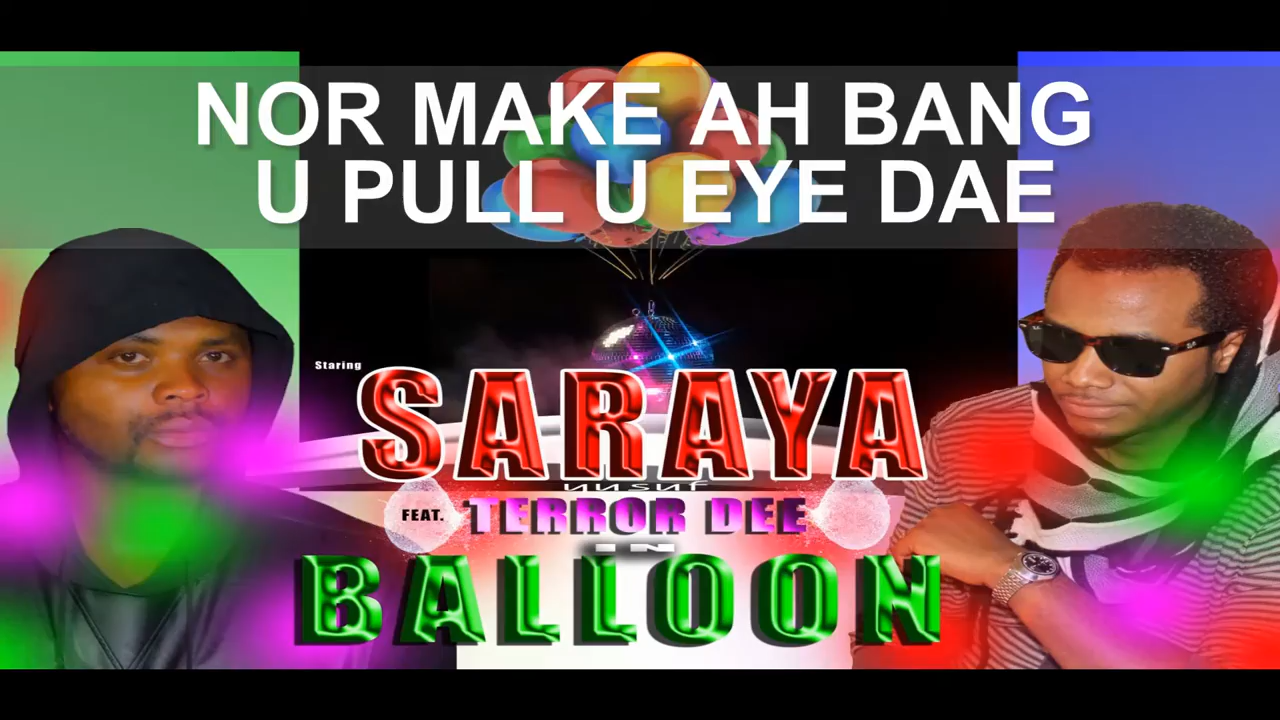 NOR MAKE AH BANG
U PULL U EYE DAE
Staring
SARAYA
FEAT. TERROR DEE
IN
BALLOON